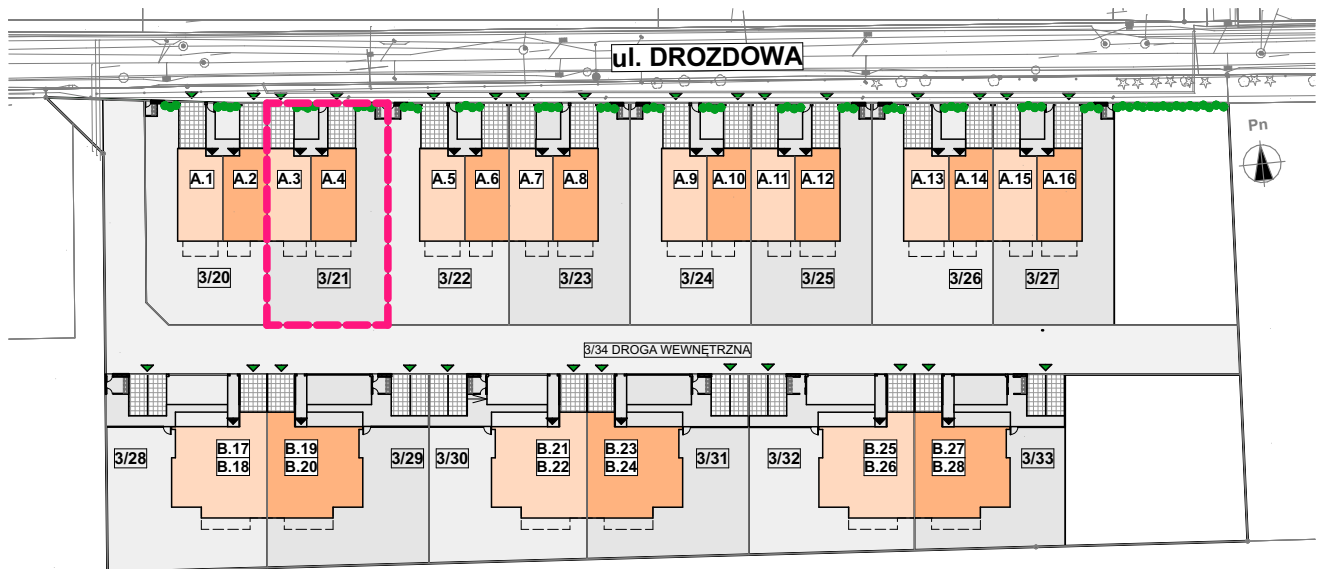 ul. DROZDOWA
Pn
A.1 A.2 A.3 A.4 A.5 A.6 A.7 A.8 A.9 A.10 A.11 A.12 A.13 A.14 A.15 A.16
3/20 3/21 3/22 3/23 3/24 3/25 3/26 3/27
3/34 DROGA WEWNĘTRZNA
B.17 B.19 B.21 B.23 B.25 B.27
3/28 B.18 B.20 3/29 3/30 B.22 B.24 3/31 3/32 B.26 B.28 3/33